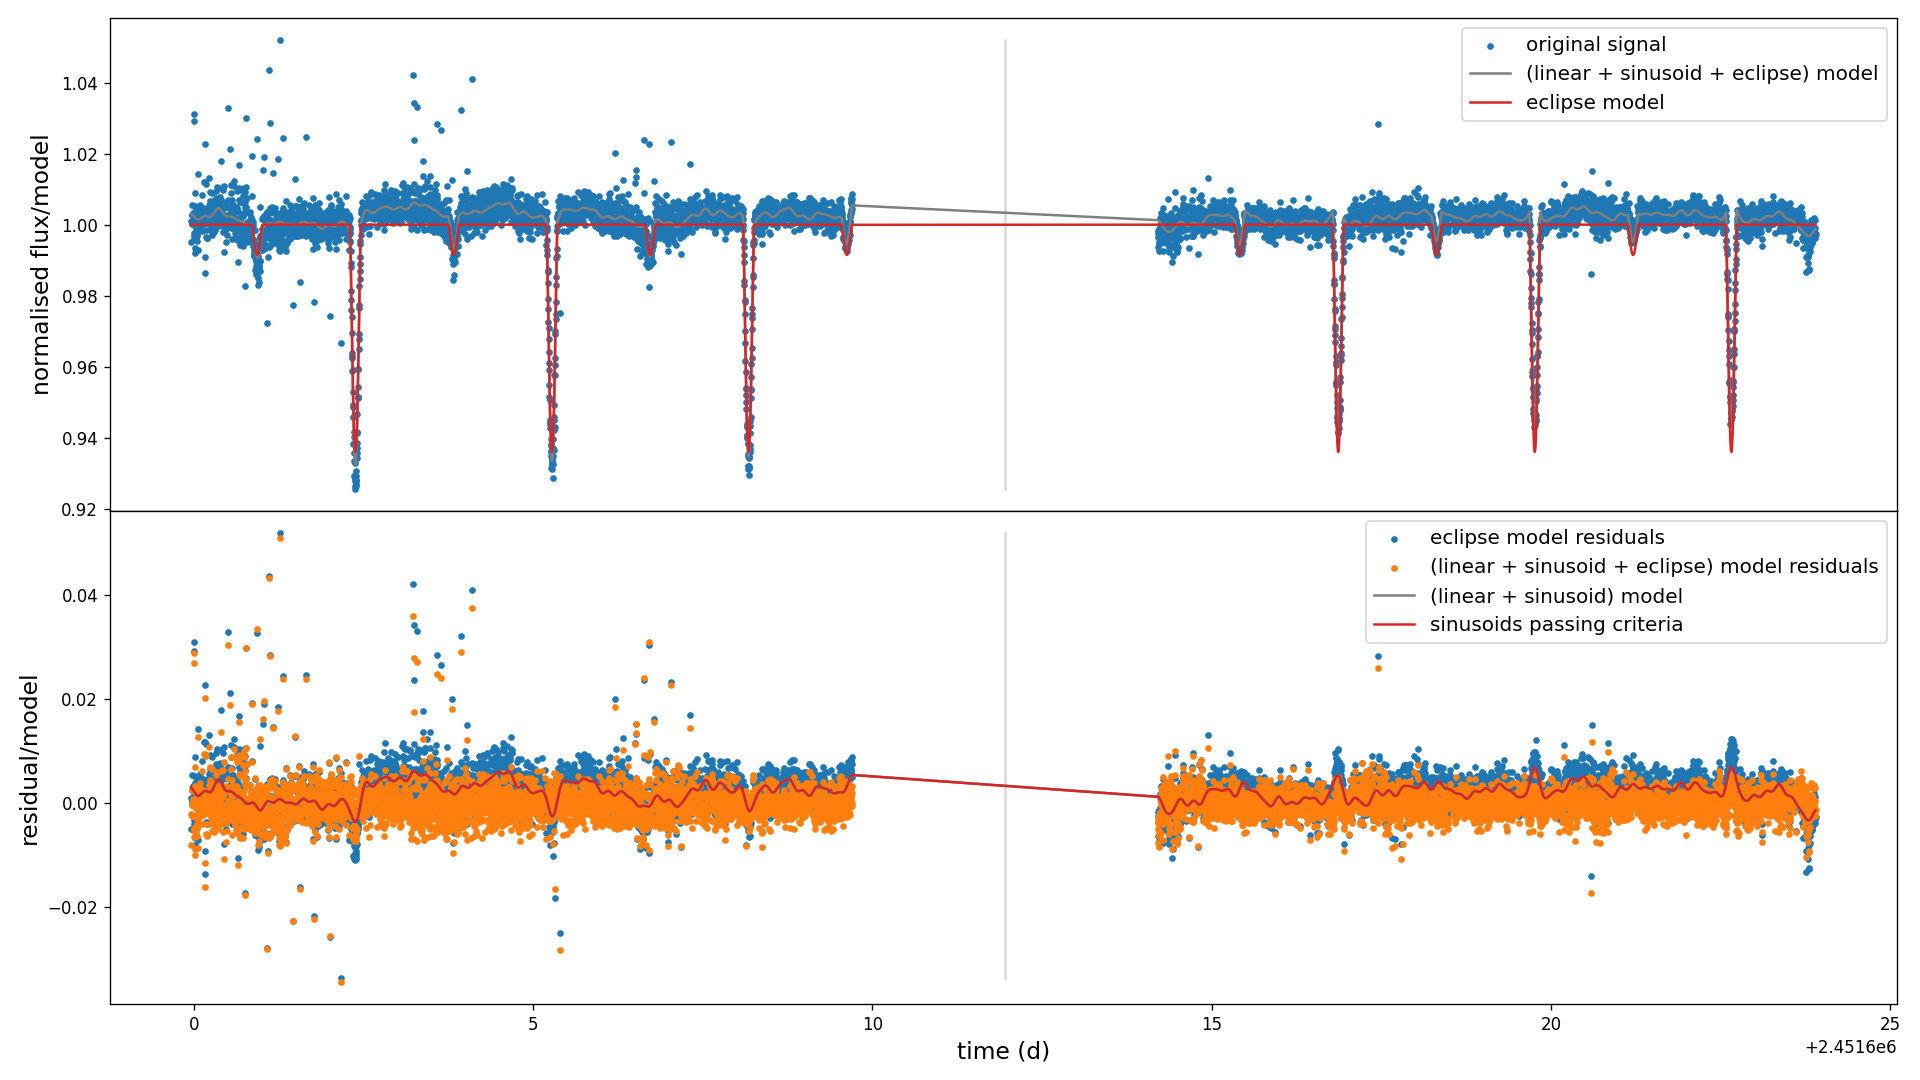 original signal
(linear + sinusoid + eclipse) model
eclipse model
normalised flux/model
1.04
1.02
1.00
0.98
0.96
0.94
0.92
eclipse model residuals
(linear + sinusoid + eclipse) model residuals
(linear + sinusoid) model
sinusoids passing criteria
residual/model
0.04
0.02
0.00
−0.02
0 5 10 15 20 25
time (d)
+2.4516e6